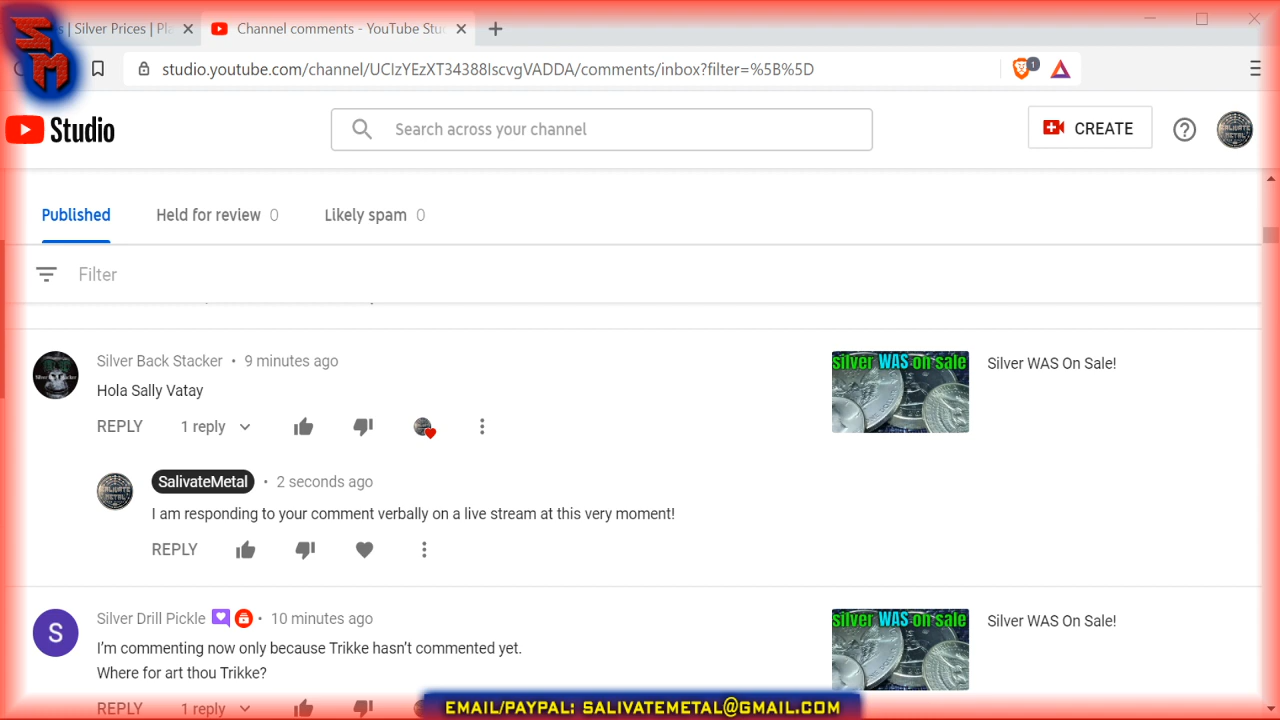 SM
s | Silver Prices | Pla
Channel comments - YouTube Stu
studio.youtube.com/channel/UCIzYEzXT34388IscvgVADDA/comments/inbox?filter=%5B%5D
1
Studio
Search across your channel
CREATE
Published
Held for review 0
Likely spam 0
Filter
Silver Back Stacker • 9 minutes ago
Hola Sally Vatay
REPLY 1 reply
silver WAS on sale
Silver WAS On Sale!
SalivateMetal • 2 seconds ago
I am responding to your comment verbally on a live stream at this very moment!
REPLY
S
Silver Drill Pickle • 10 minutes ago
I'm commenting now only because Trikke hasn't commented yet.
Where for art thou Trikke?
REPLY 1 reply
silver WAS on sale
Silver WAS On Sale!
EMAIL/PAYPAL: SALIVATEMETAL@GMAIL.COM